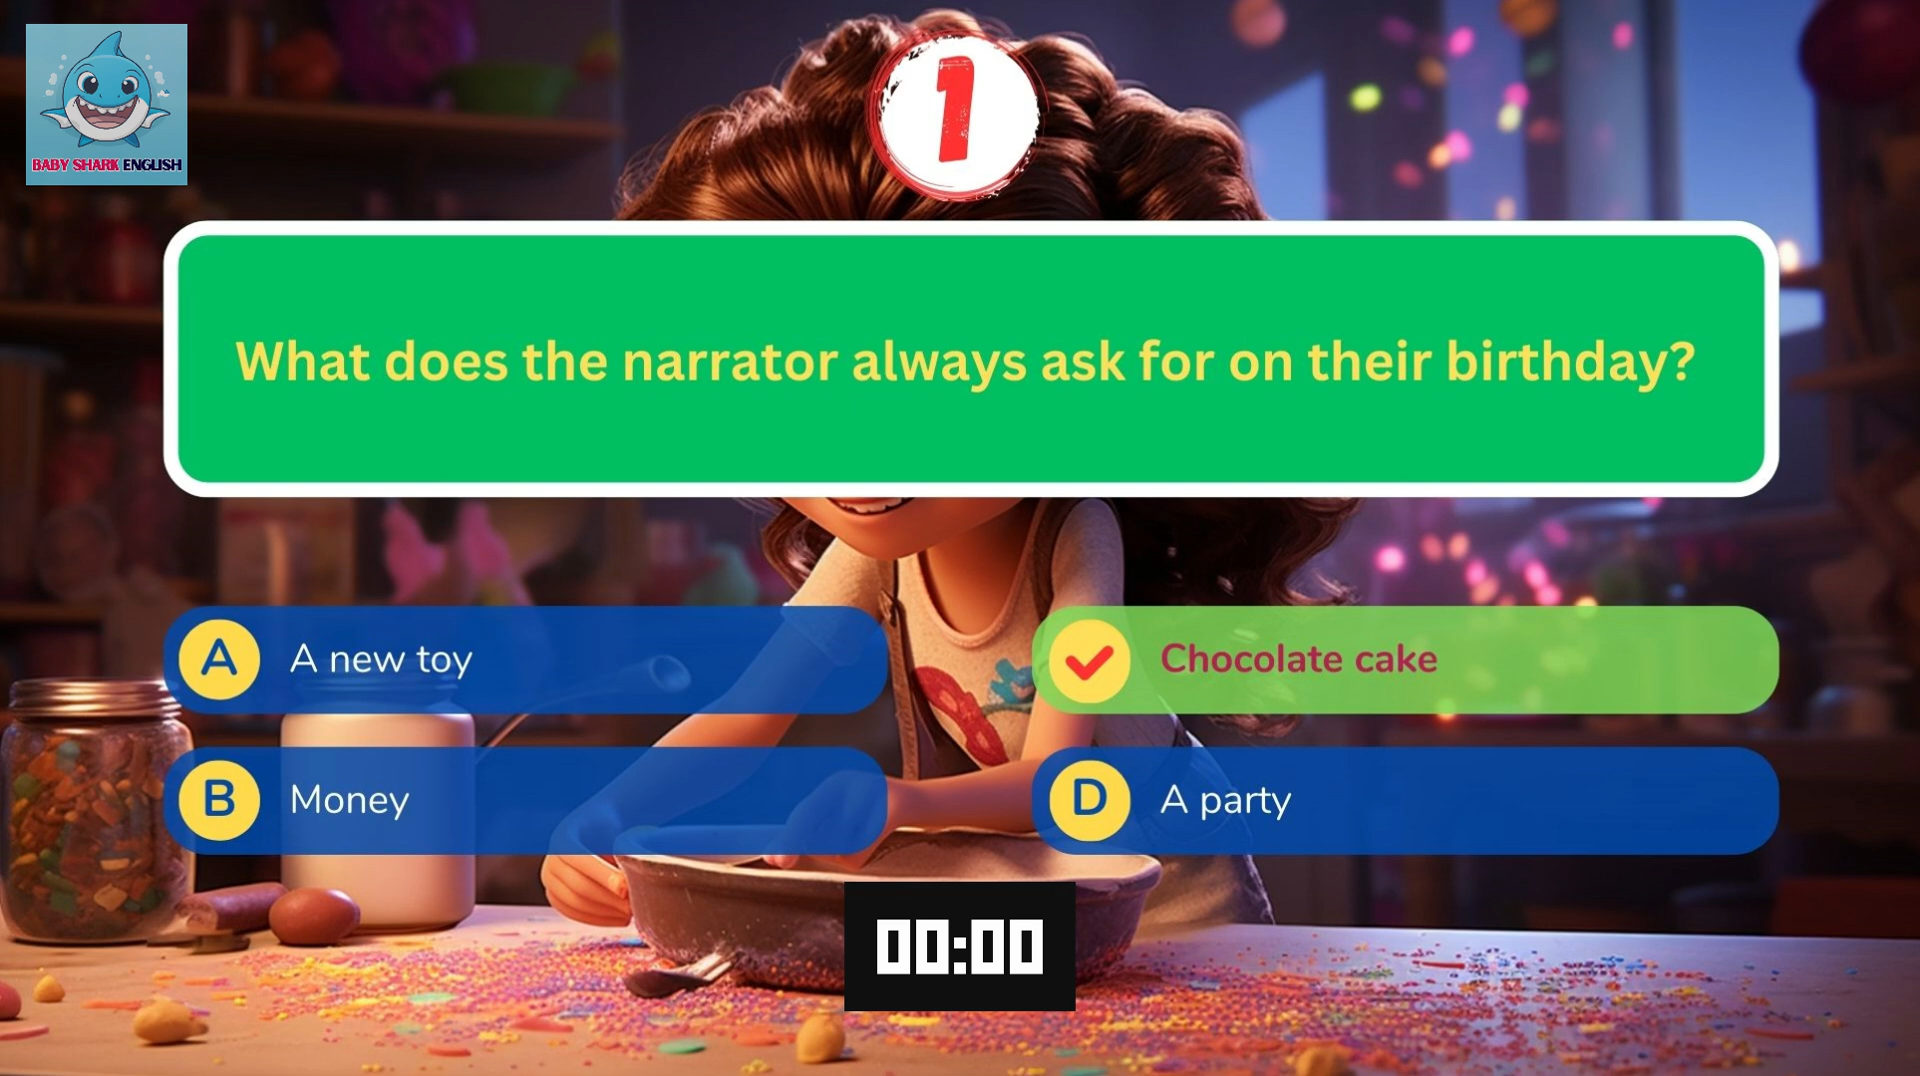 BABY SHARK ENGLISH
1
What does the narrator always ask for on their birthday?
A A new toy
Chocolate cake
B Money
D A party
00:00